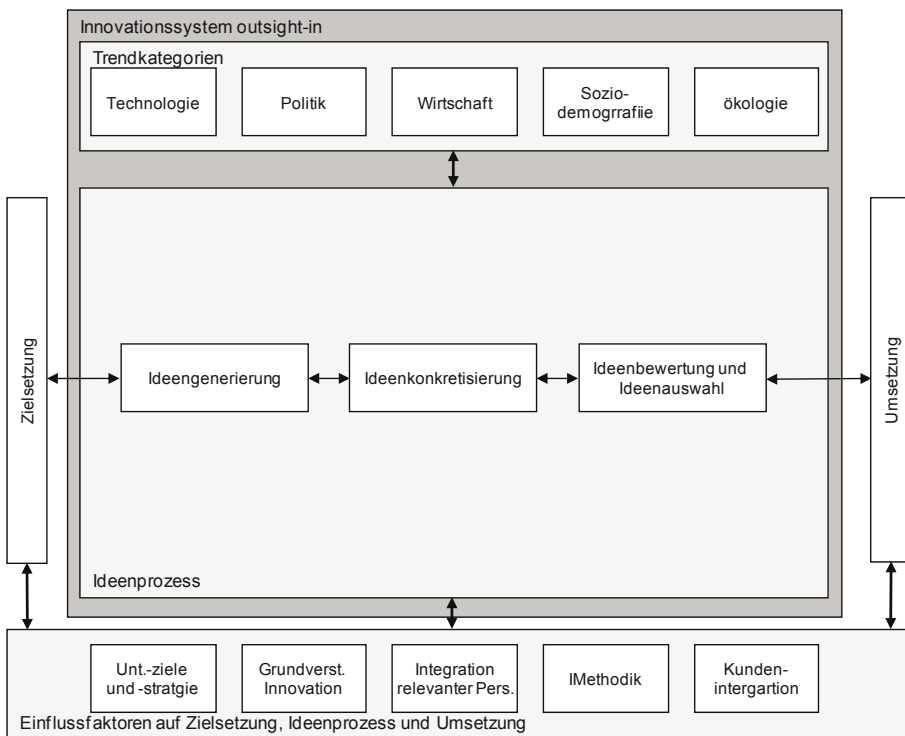 Innovationssystem outsight-in
Trendkategorien
Technologie
Politik
Wirtschaft
Sozio-
demogrrafiie
ökologie
Zielsetzung
Ideengenerierung
Ideenkonkretisierung
Ideenbewertung und
Ideenauswahl
Umsetzung
Ideenprozess
Unt.-ziele
und -stratgie
Grundverst.
Innovation
Integration
relevanter Pers.
IMethodik
Kunden-
intergartion
Einflussfaktoren auf Zielsetzung, Ideenprozess und Umsetzung